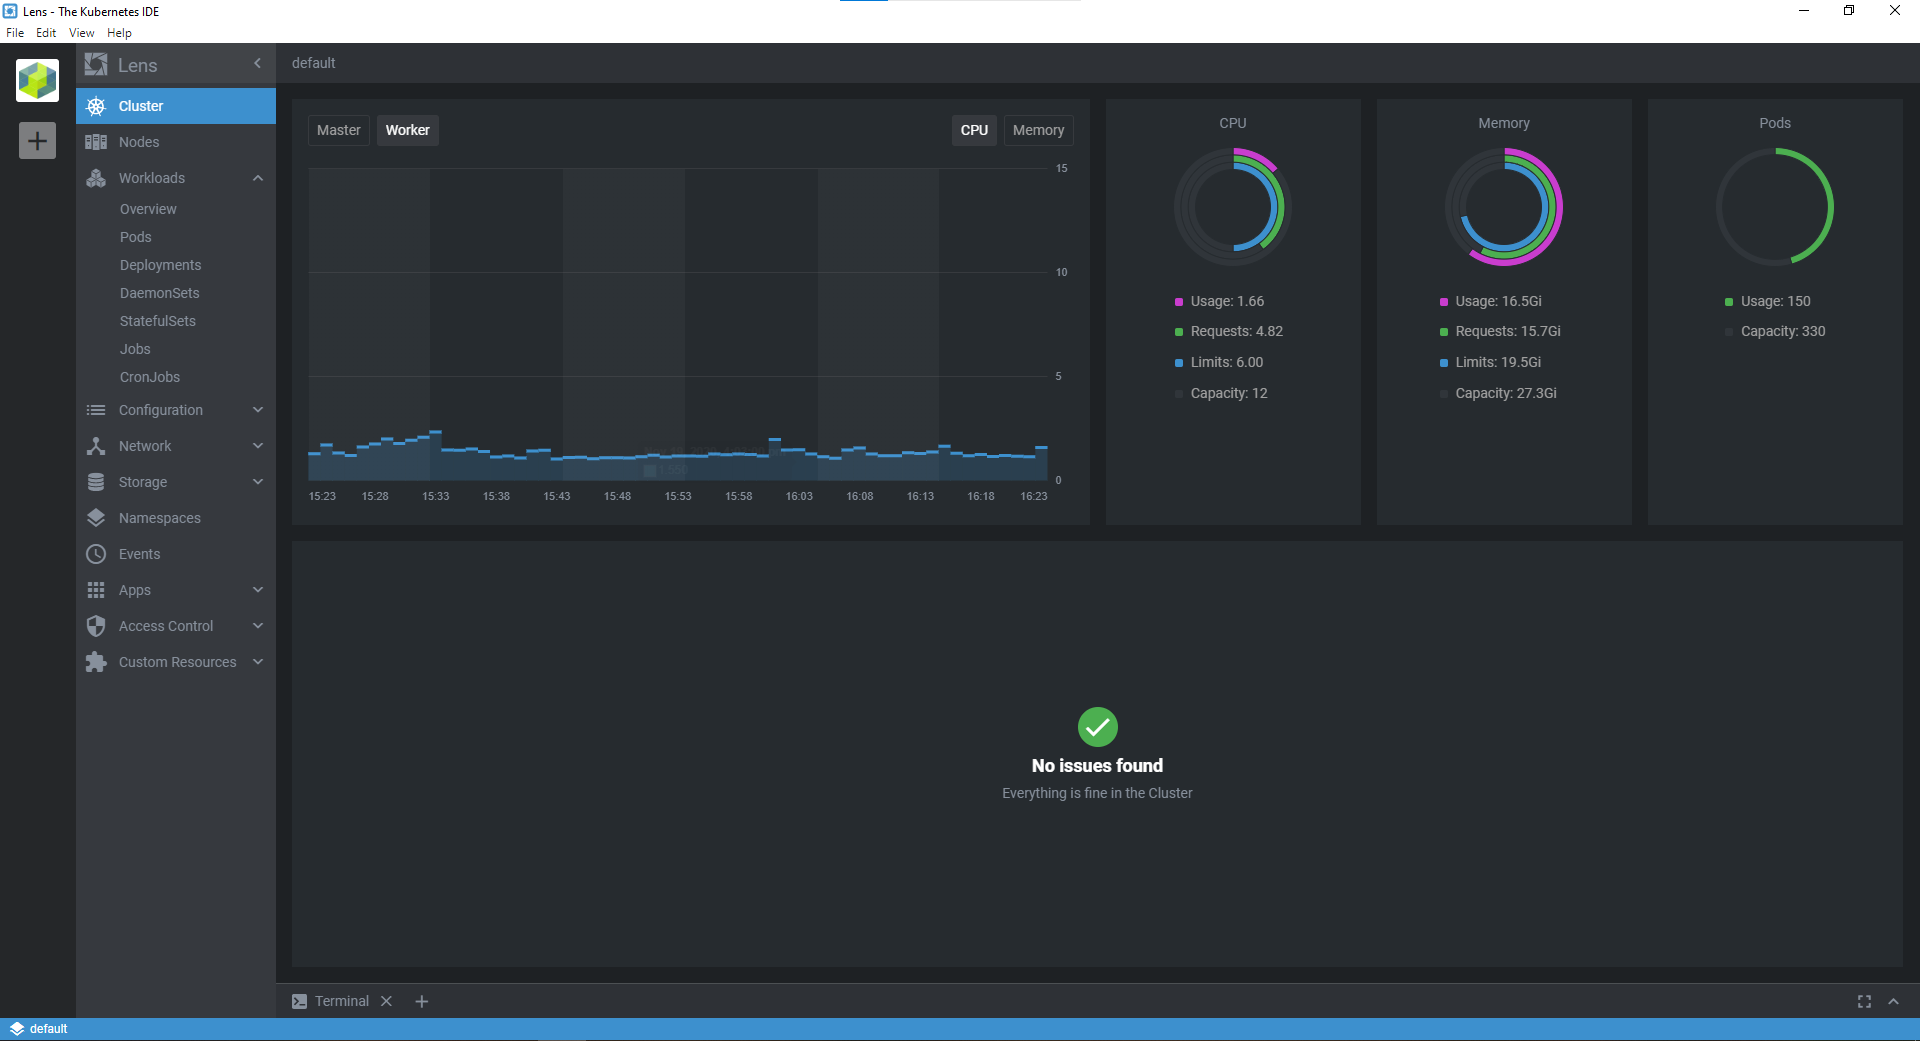 Lens - The Kubernetes IDE
File Edit View Help
Lens
default
Cluster
Nodes
Workloads
Overview
Pods
Deployments
DaemonSets
StatefulSets
Jobs
CronJobs
Configuration
Network
Storage
Namespaces
Events
Apps
Access Control
Custom Resources
Master Worker CPU Memory
15
10
5
0
15:23 15:28 15:33 15:38 15:43 15:48 15:53 15:58 16:03 16:08 16:13 16:18 16:23
CPU
Usage: 1.66
Requests: 4.82
Limits: 6.00
Capacity: 12
Memory
Usage: 16.5Gi
Requests: 15.7Gi
Limits: 19.5Gi
Capacity: 27.3Gi
Pods
Usage: 150
Capacity: 330
No issues found
Everything is fine in the Cluster
Terminal
default